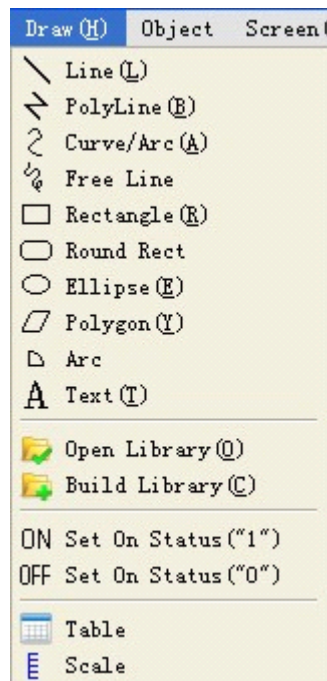 Draw(H) Object Screen(
Line(L)
PolyLine(B)
Curve/Arc(A)
Free Line
Rectangle(R)
Round Rect
Ellipse(E)
Polygon(Y)
Arc
A Text(T)
Open Library(O)
Build Library(C)
ON Set On Status("1")
OFF Set On Status("0")
Table
Scale